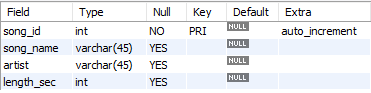 Field Type Null Key Default Extra
song_id int NO PRI NULL auto_increment
song_name varchar(45) YES NULL
artist varchar(45) YES NULL
length_sec int YES NULL